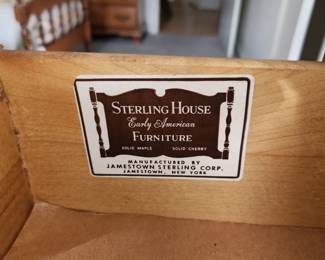 STERLING HOUSE
Early American
FURNITURE
SOLID MAPLE SOLID CHERRY
MANUFACTURED BY
JAMESTOWN STERLING CORP.
JAMESTOWN, NEW YORK